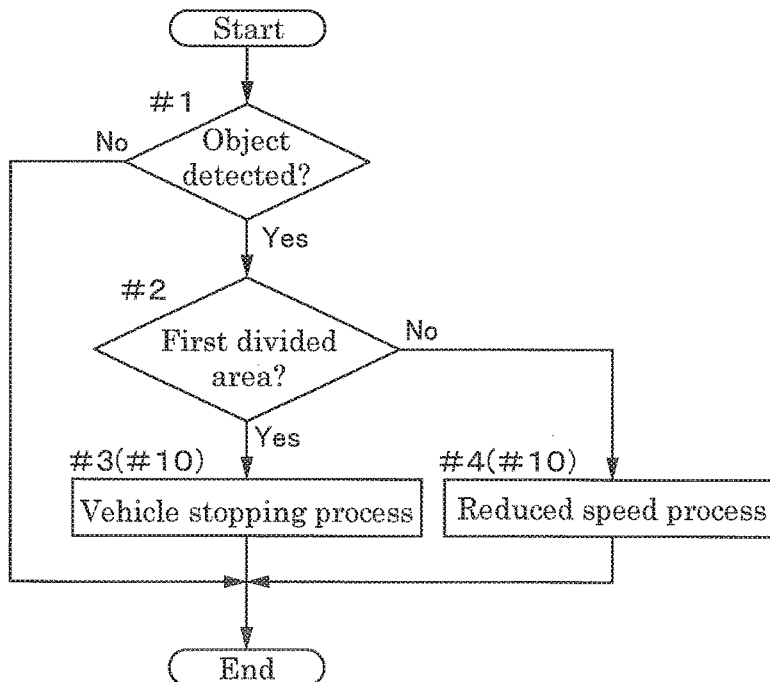 Start
#1
No
Object
detected?
Yes
#2
No
First divided
area?
Yes
#3(#10)
#4(#10)
Vehicle stopping process
Reduced speed process
End